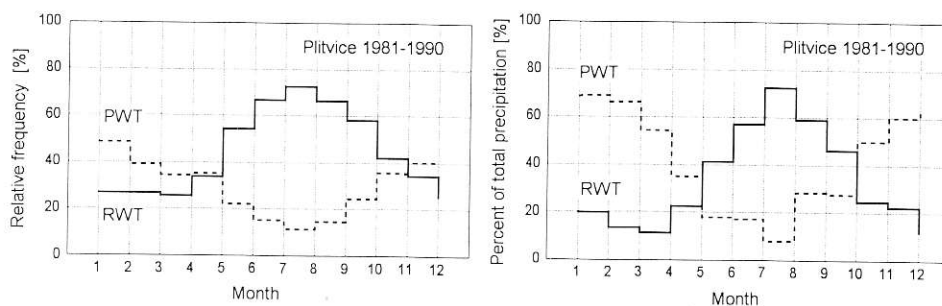 Relative frequency [%]
100
80
60
40
20
0
Plitvice 1981-1990
PWT
RWT
1 2 3 4 5 6 7 8 9 10 11 12
Month
Percent of total precipitation [%]
100
80
60
40
20
0
Plitvice 1981-1990
PWT
RWT
1 2 3 4 5 6 7 8 9 10 11 12
Month